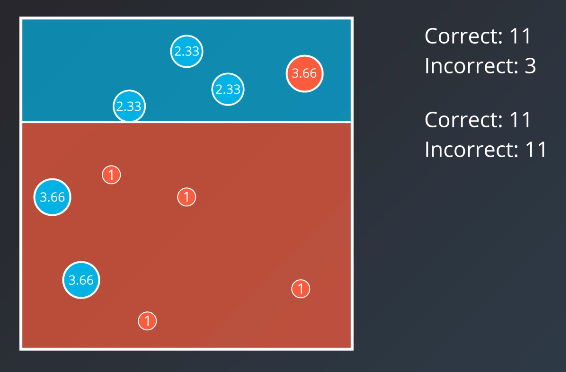 2.33
3.66
2.33
2.33
1
3.66
1
3.66
1
1
Correct: 11
Incorrect: 3
Correct: 11
Incorrect: 11